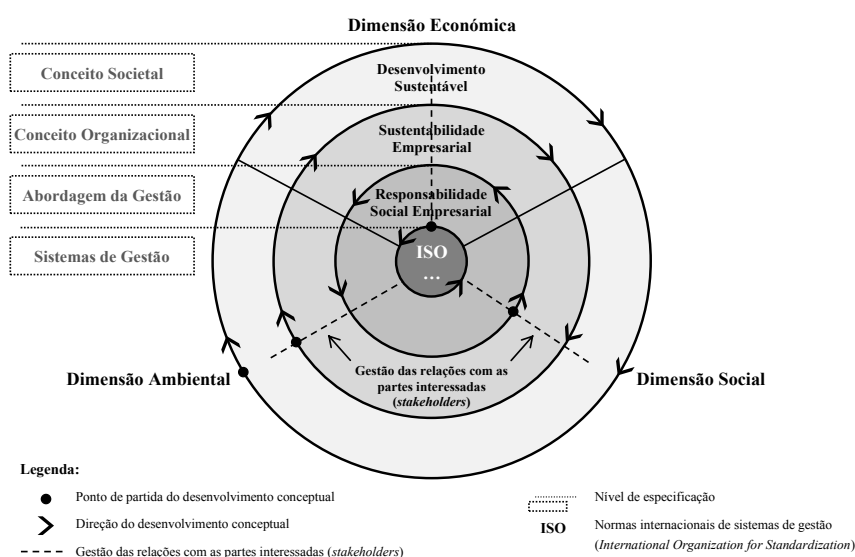 Dimensão Económica
Conceito Societal
Desenvolvimento
Sustentável
Conceito Organizacional
Sustentabilidade
Empresarial
Abordagem da Gestão
Responsabilidade
Social Empresarial
Sistemas de Gestão
ISO
...
Gestão das relações com as
partes interessadas
(stakeholders)
Dimensão Ambiental
Dimensão Social
Legenda:
Ponto de partida do desenvolvimento conceptual
Direção do desenvolvimento conceptual
Gestão das relações com as partes interessadas (stakeholders)
Nível de especificação
ISO Normas internacionais de sistemas de gestão
(International Organization for Standardization)